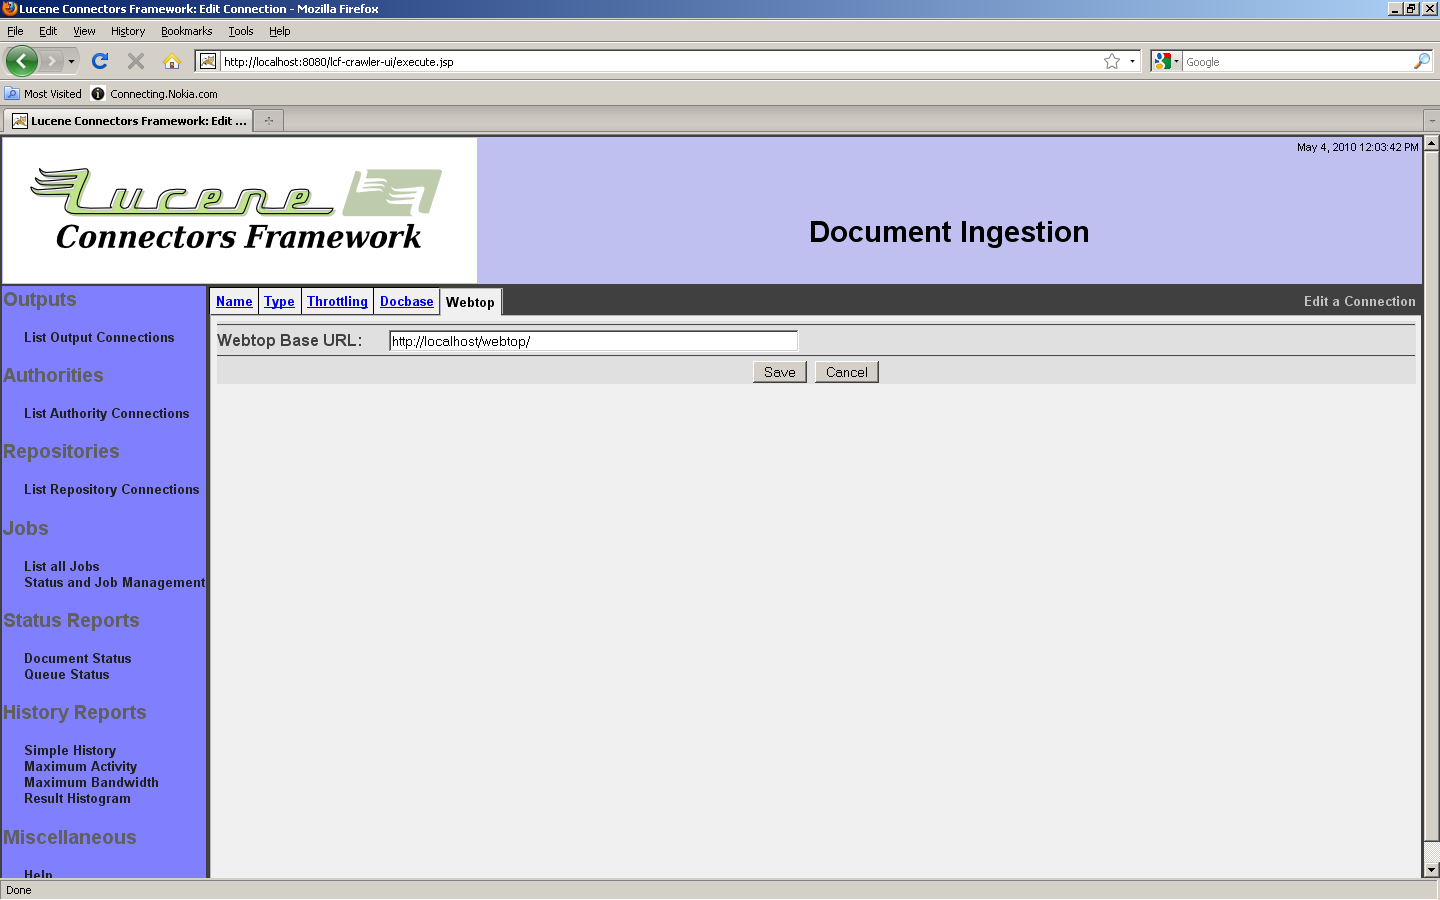 Lucene Connectors Framework: Edit Connection - Mozilla Firefox
File Edit View History Bookmarks Tools Help
http://localhost:8080/lcf-crawler-ui/execute.jsp
Google
Most Visited Connecting.Nokia.com
Lucene Connectors Framework: Edit ...
May 4, 2010 12:03:42 PM
Lucene
Connectors Framework
Document Ingestion
Name Type Throttling Docbase Webtop
Edit a Connection
Webtop Base URL: http://localhost/webtop/
Save Cancel
Outputs
List Output Connections
Authorities
List Authority Connections
Repositories
List Repository Connections
Jobs
List all Jobs
Status and Job Management
Status Reports
Document Status
Queue Status
History Reports
Simple History
Maximum Activity
Maximum Bandwidth
Result Histogram
Miscellaneous
Help
Done